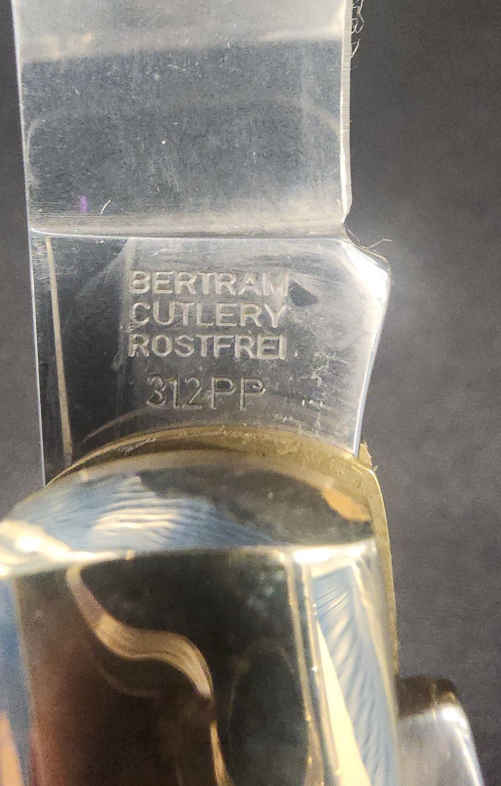 BERTRAM
CUTLERY
ROSTFREI
312PP